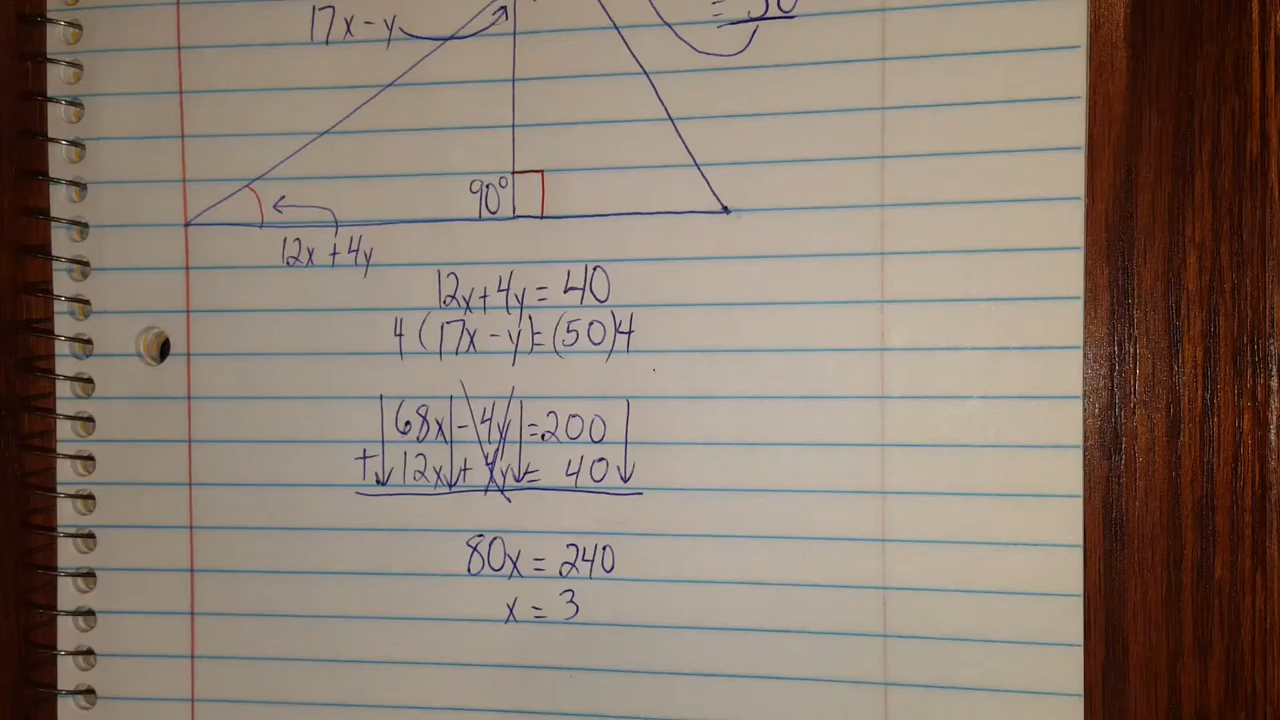 17x-y
= 50
90°
12x+4y
12x+4y= 40
4(17x-y)=(50)4
68x-4y=200
+ 12x+4y= 40
80x=240
x=3